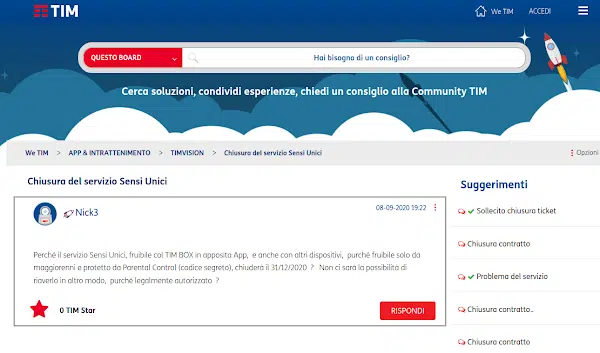 TIM
We TIM
ACCEDI
QUESTO BOARD
Hai bisogno di un consiglio?
Cerca soluzioni, condividi esperienze, chiedi un consiglio alla Community TIM
We TIM > APP & INTRATTENIMENTO > TIMVISION > Chiusura del servizio Sensi Unici
Opzioni
Chiusura del servizio Sensi Unici
Nick3
08-09-2020 19:22
Perché il servizio Sensi Unici, fruibile col TIM BOX in apposita App, e anche con altri dispositivi, purché fruibile solo da
maggiorenni e protetto da Parental Control (codice segreto), chiuderà il 31/12/2020 ? Non ci sarà la possibilità di
riaverlo in altro modo, purché legalmente autorizzato ?
0 TIM Star
RISPONDI
Suggerimenti
Sollecito chiusura ticket
Chiusura contratto
Problema del servizio
Chiusura contratto..
Chiusura contratto